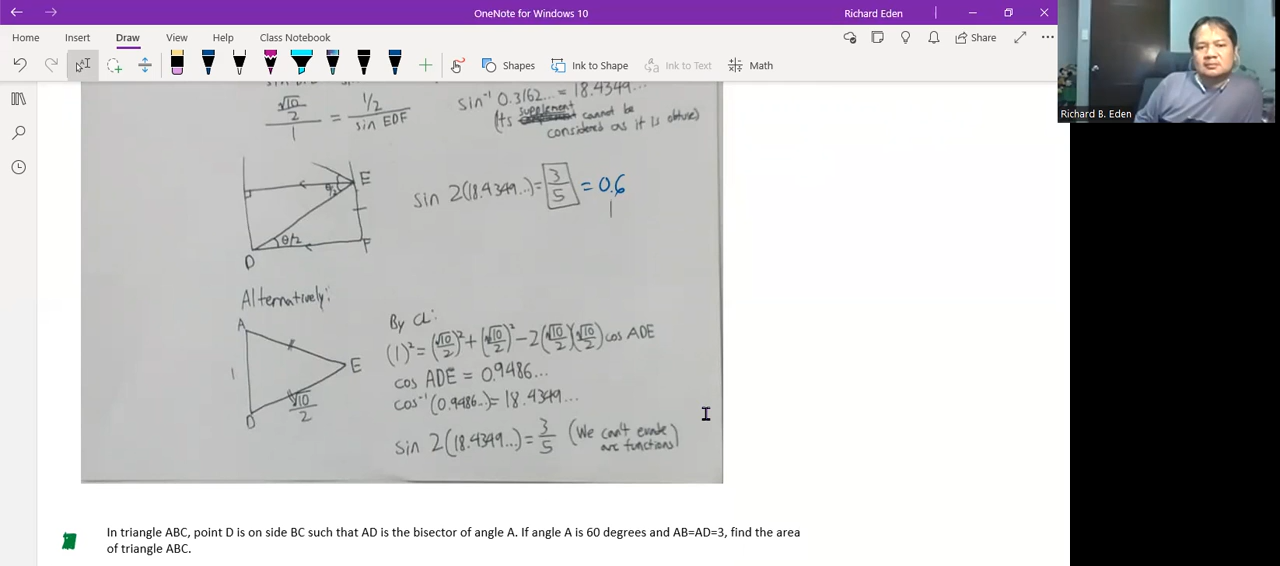 OneNote for Windows 10
Richard Eden
Home Insert Draw View Help Class Notebook
Share
Shapes Ink to Shape Ink to Text Math
Richard B. Eden
√10/2 / 1 = 1/2 / sin EDF
sin⁻¹ 0.3162... = 18.4349...
(Its supplement cannot be
considered as it is obtuse)
E
θ/2
sin 2(18.4349...) = 3/5 = 0.6
θ/2
F
D
Alternatively:
A
By CL:
(1)² = (√10/2)² + (√10/2)² - 2(√10/2)(√10/2) cos ADE
E
1
cos ADE = 0.9486...
cos⁻¹(0.9486...) = 18.4349...
D
√10/2
sin 2(18.4349...) = 3/5 (We can't evade
arc functions)
In triangle ABC, point D is on side BC such that AD is the bisector of angle A. If angle A is 60 degrees and AB=AD=3, find the area
of triangle ABC.